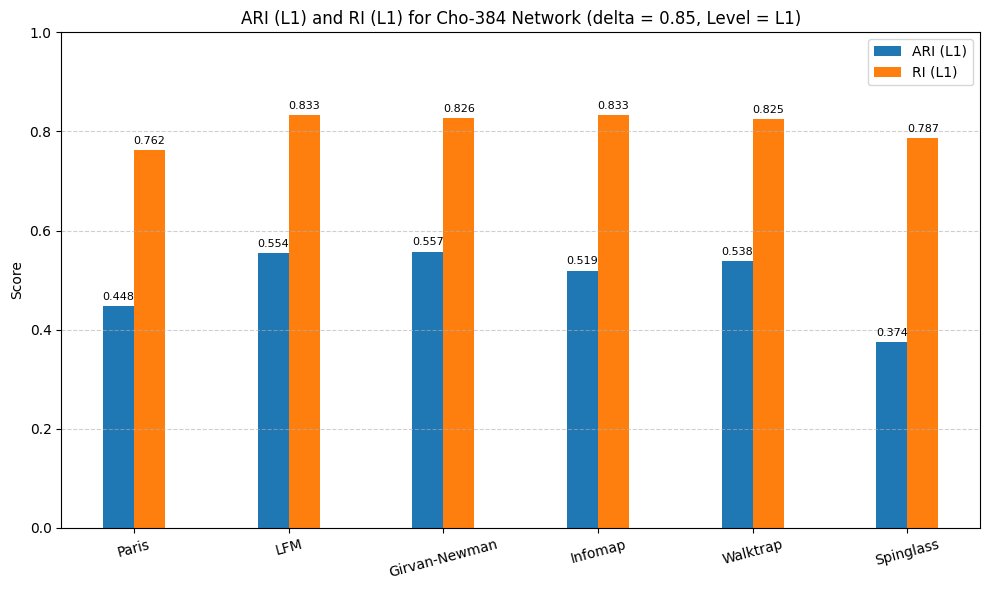 ARI (L1) and RI (L1) for Cho-384 Network (delta = 0.85, Level = L1)
1.0
0.8
0.6
0.4
0.2
0.0
Score
ARI (L1)
RI (L1)
0.448
0.762
0.554
0.833
0.557
0.826
0.519
0.833
0.538
0.825
0.374
0.787
Paris
LFM
Girvan-Newman
Infomap
Walktrap
Spinglass